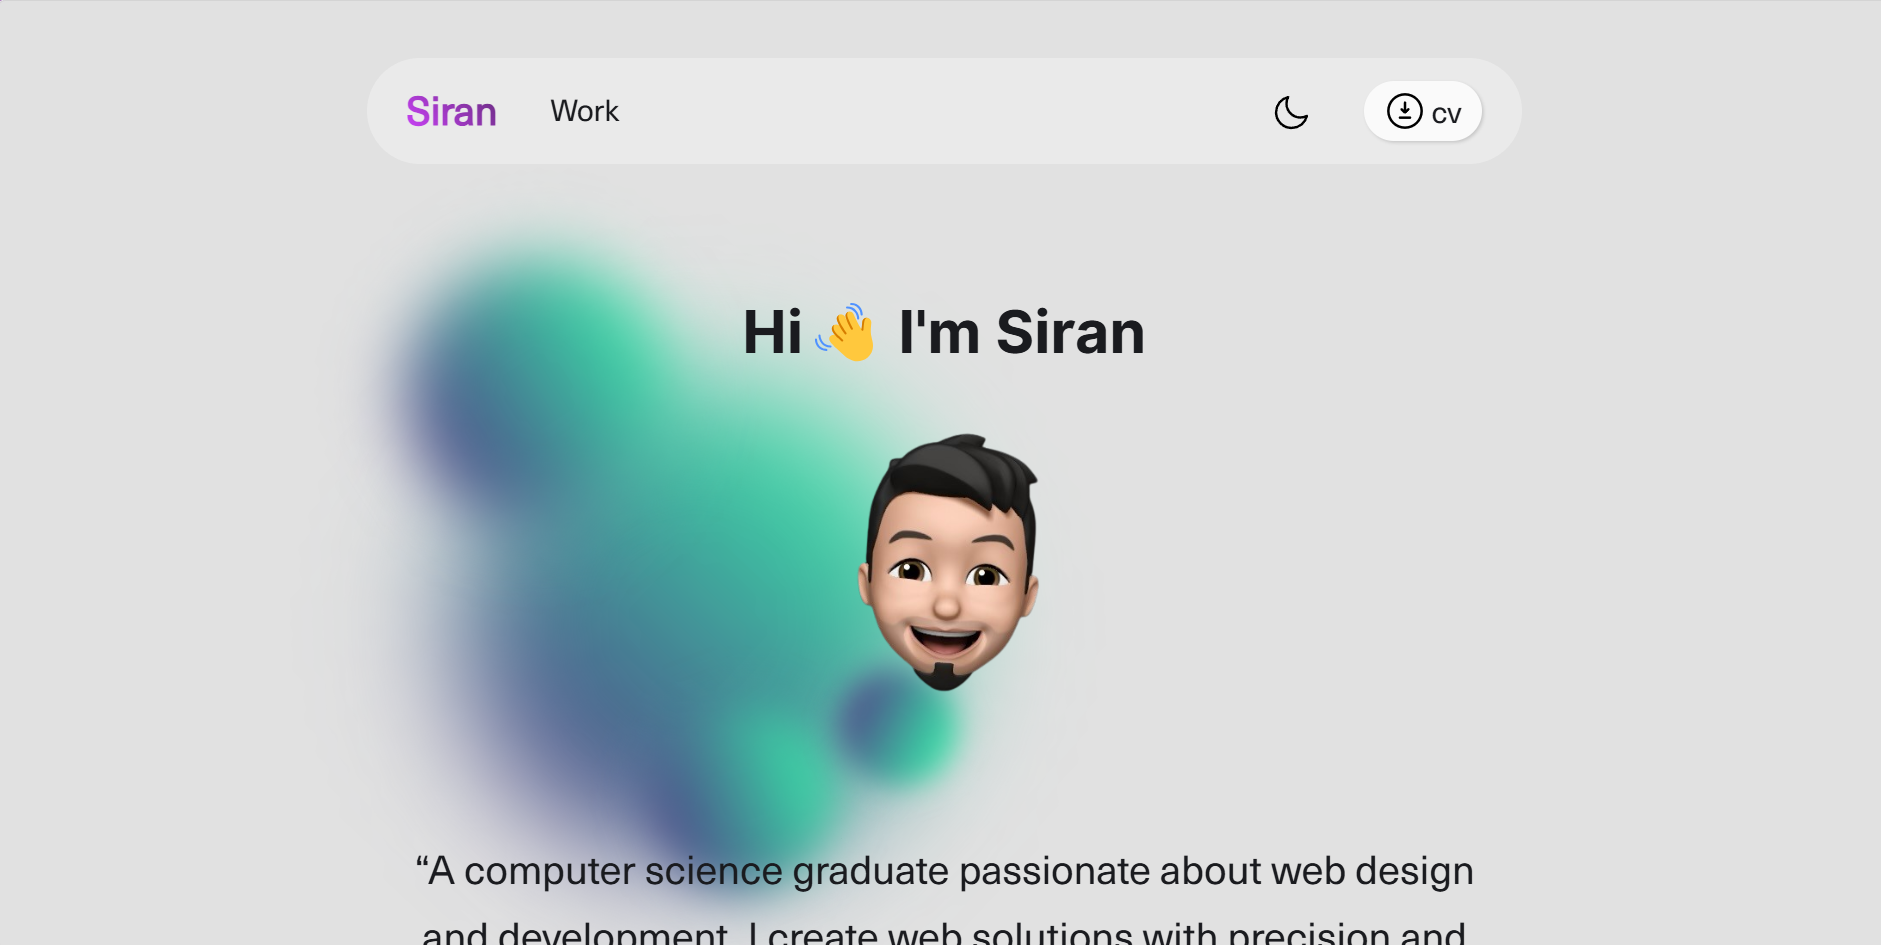 Siran Work cv
Hi 👋 I'm Siran
“A computer science graduate passionate about web design
and development, I create web solutions with precision and